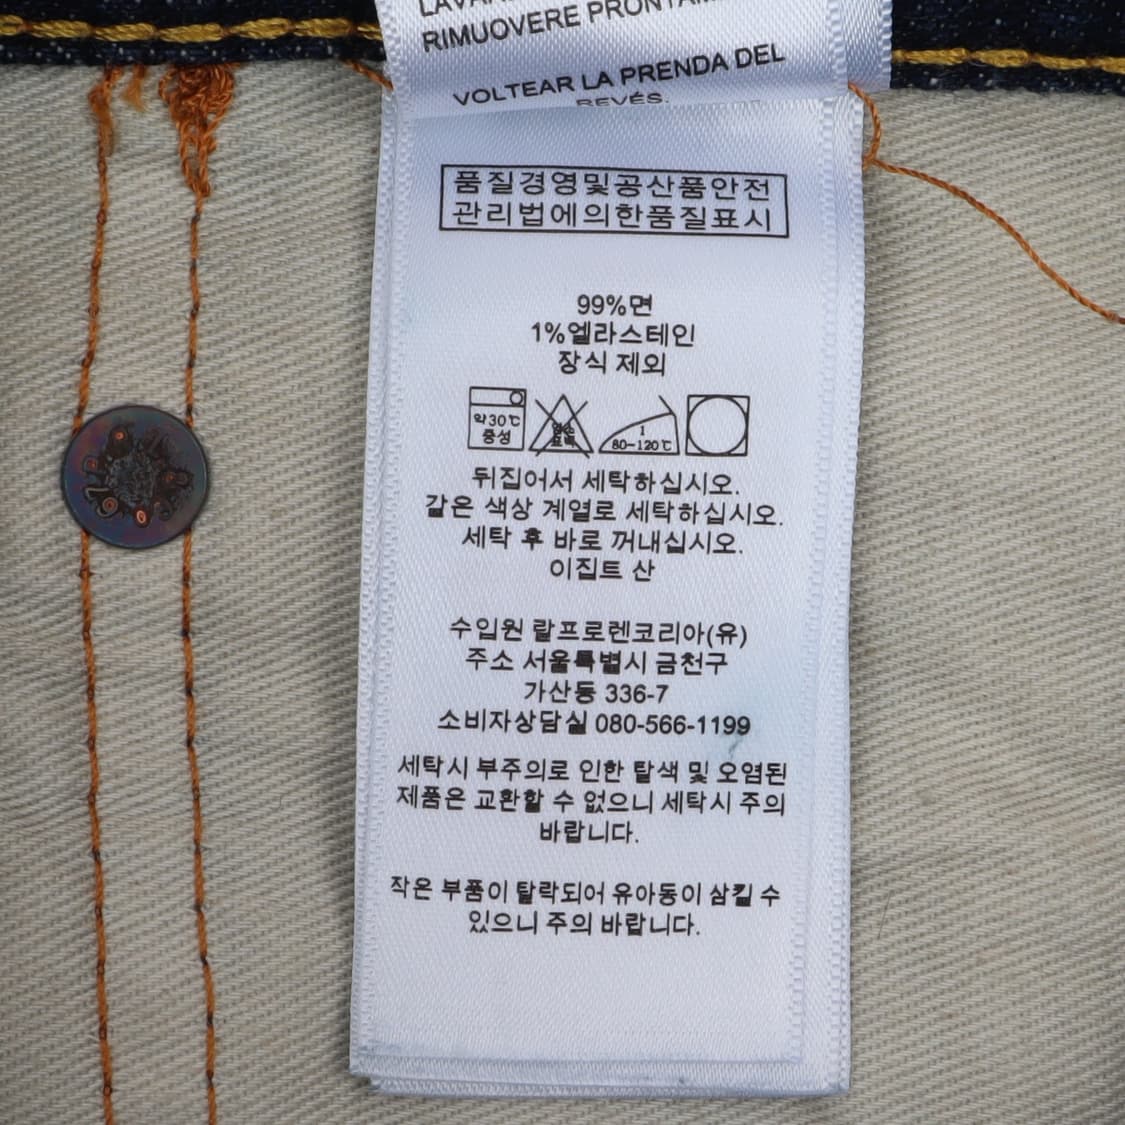 RIMUOVERE
VOLTEAR LA PRENDA DEL
REVÉS.
품질경영및공산품안전
관리법에의한품질표시
99%면
1%엘라스테인
장식 제외
약30℃
중성
염소
표백
1
80-120℃
뒤집어서 세탁하십시오.
같은 색상 계열로 세탁하십시오.
세탁 후 바로 꺼내십시오.
이집트 산
수입원 랄프로렌코리아(유)
주소 서울특별시 금천구
가산동 336-7
소비자상담실 080-566-1199
세탁시 부주의로 인한 탈색 및 오염된
제품은 교환할 수 없으니 세탁시 주의
바랍니다.
작은 부품이 탈락되어 유아동이 삼킬 수
있으니 주의 바랍니다.